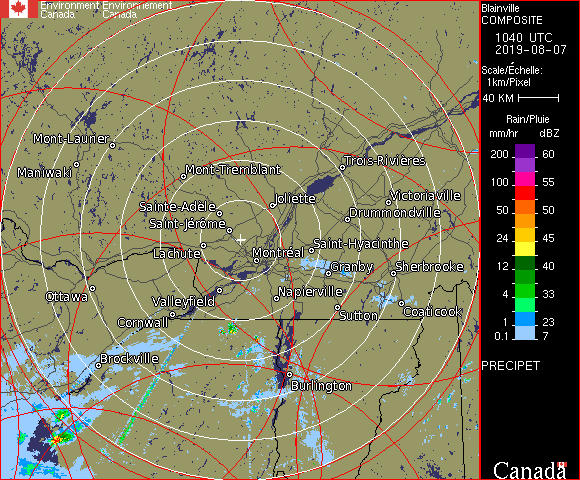 Environment Environnement
Canada Canada
Blainville
COMPOSITE
1040 UTC
2019-08-07
Scale/Échelle:
1km/Pixel
40 KM
Rain/Pluie
mm/hr dBZ
200 60
150 57
100 55
50 50
24 45
12 40
4 33
1 23
0.1 7
PRECIPET
Canada
Mont-Laurier
Maniwaki
Mont-Tremblant
Trois-Rivières
Joliette
Victoriaville
Sainte-Adèle
Drummondville
Saint-Jérôme
Saint-Hyacinthe
Lachute
Montréal
Granby
Sherbrooke
Ottawa
Valleyfield
Napierville
Coaticook
Sutton
Cornwall
Brockville
Burlington